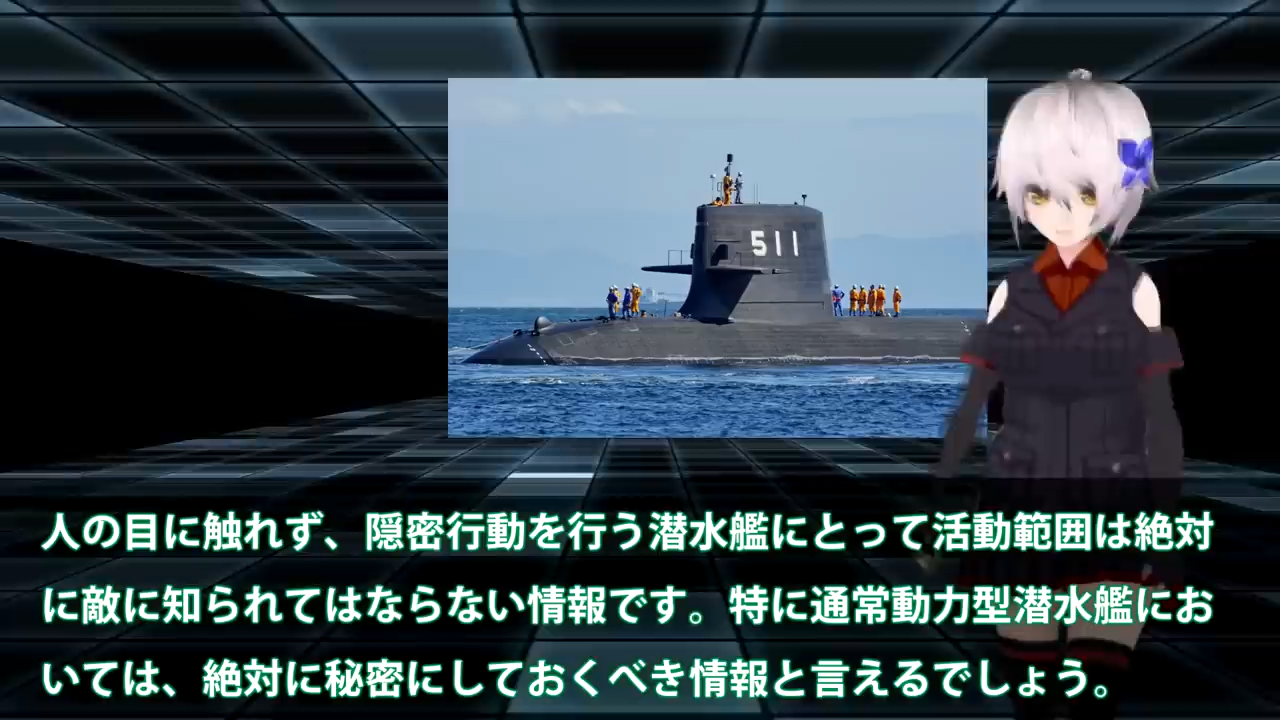 511
人の目に触れず、隠密行動を行う潜水艦にとって活動範囲は絶対
に敵に知られてはならない情報です。特に通常動力型潜水艦にお
いては、絶対に秘密にしておくべき情報と言えるでしょう。